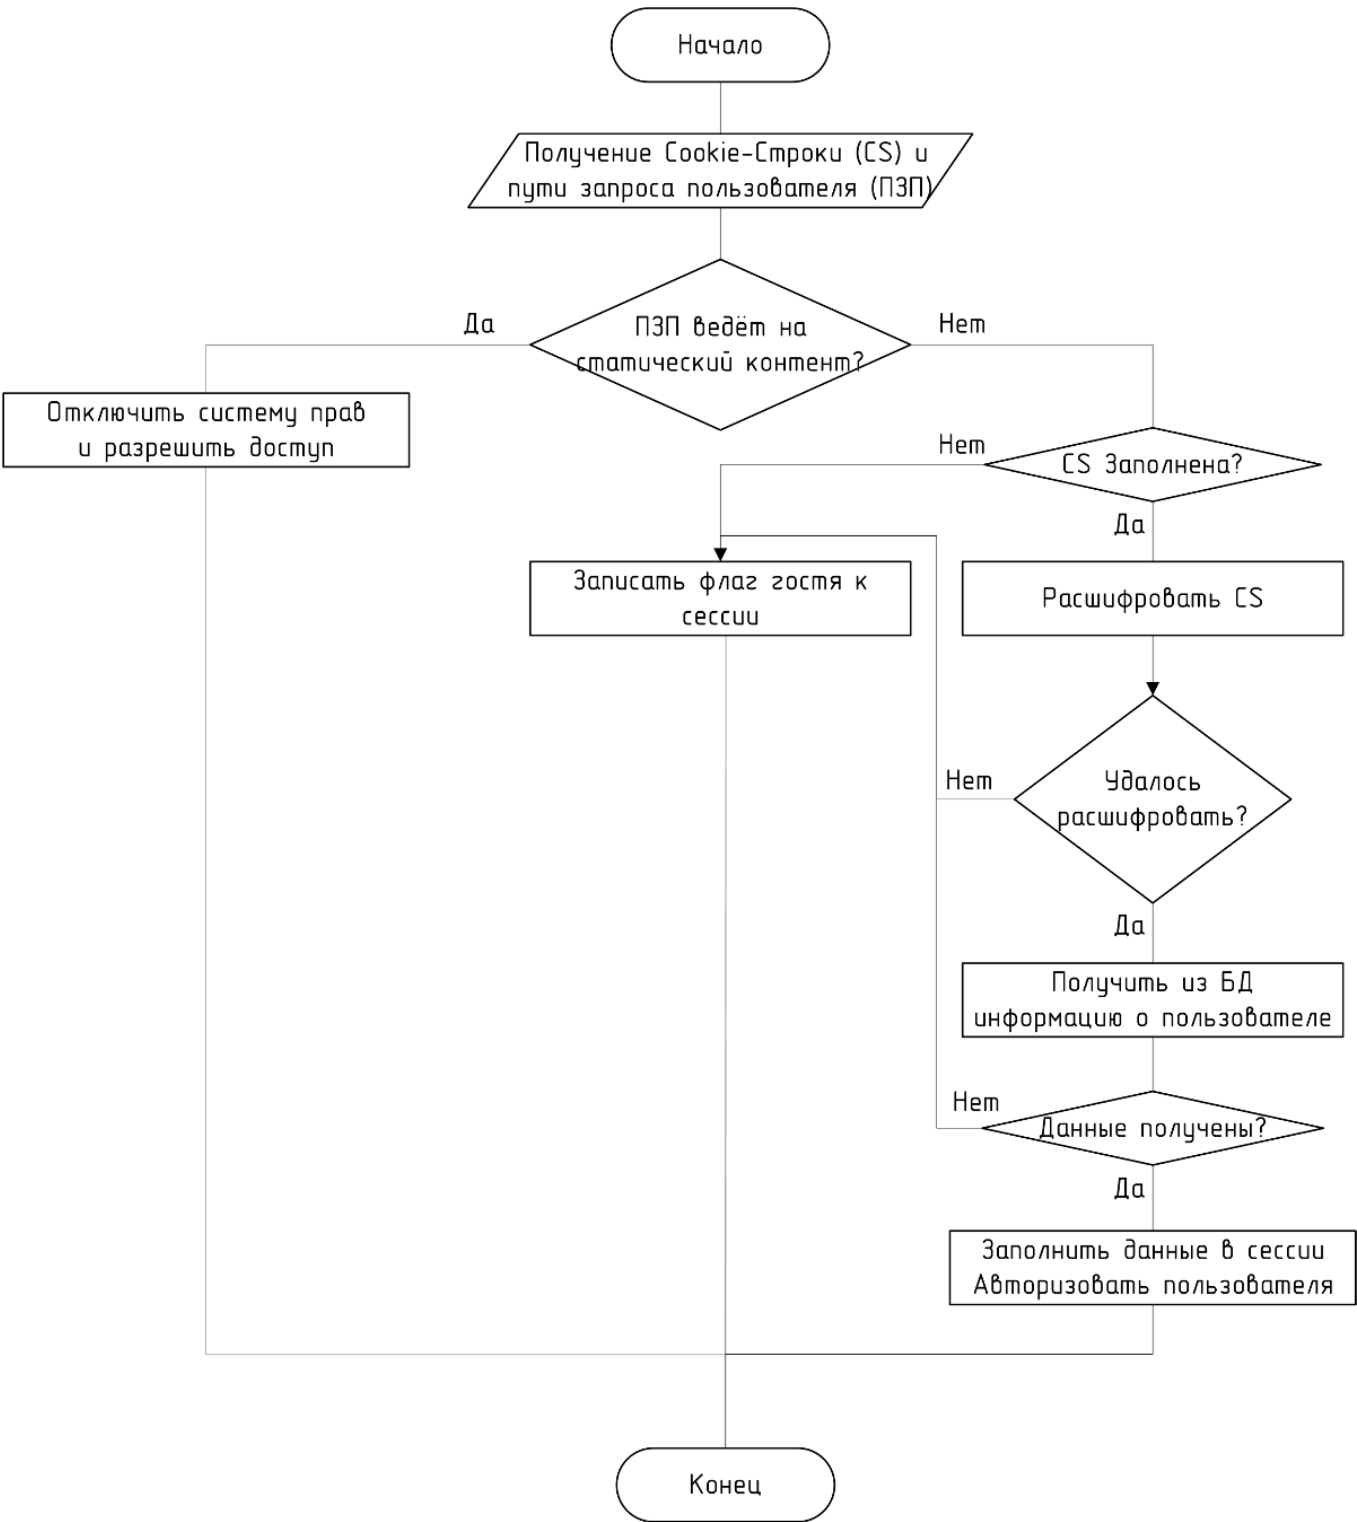 Начало
Получение Cookie-Строки (CS) и
пути запроса пользователя (ПЗП)
Да
ПЗП ведёт на
статический контент?
Нет
Отключить систему прав
и разрешить доступ
Нет
CS Заполнена?
Да
Записать флаг гостя к
сессии
Расшифровать CS
Нет
Удалось
расшифровать?
Да
Получить из БД
информацию о пользователе
Нет
Данные получены?
Да
Заполнить данные в сессии
Авторизовать пользователя
Конец